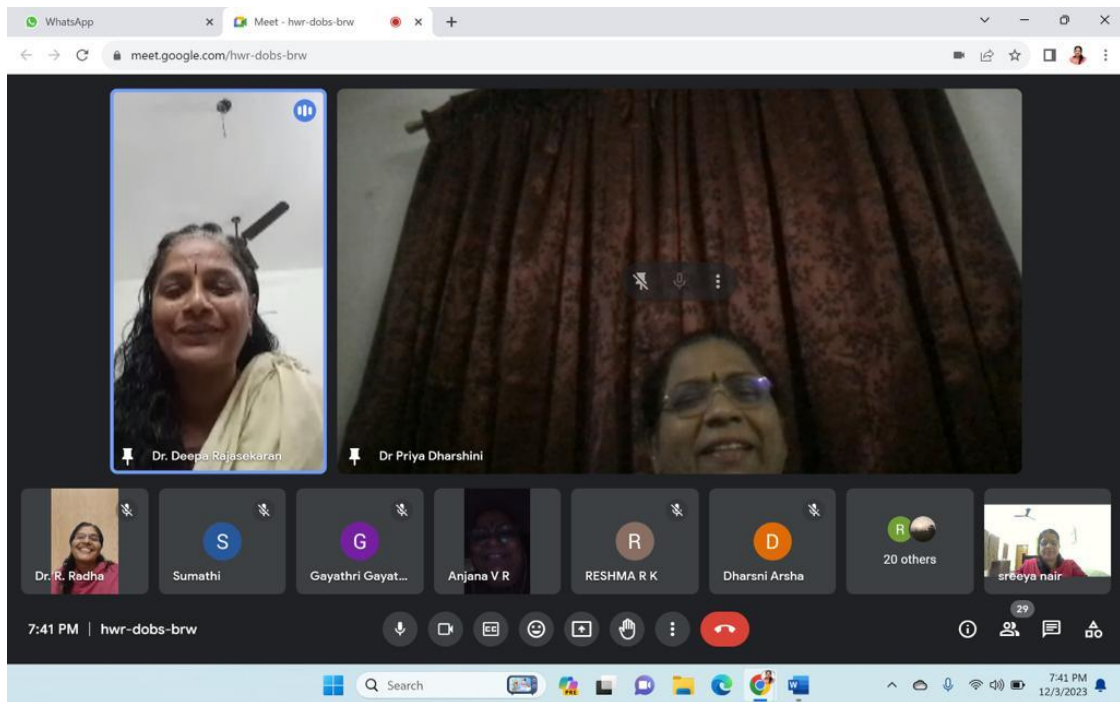 WhatsApp
Meet - hwr-dobs-brw
meet.google.com/hwr-dobs-brw
Dr. Deepa Rajasekaran
Dr Priya Dharshini
Dr. R. Radha
S
Sumathi
G
Gayathri Gayat...
Anjana V R
R
RESHMA R K
D
Dharsni Arsha
R
20 others
sreeya nair
7:41 PM | hwr-dobs-brw
CC
29
Search
PRE
W
7:41 PM
12/3/2023